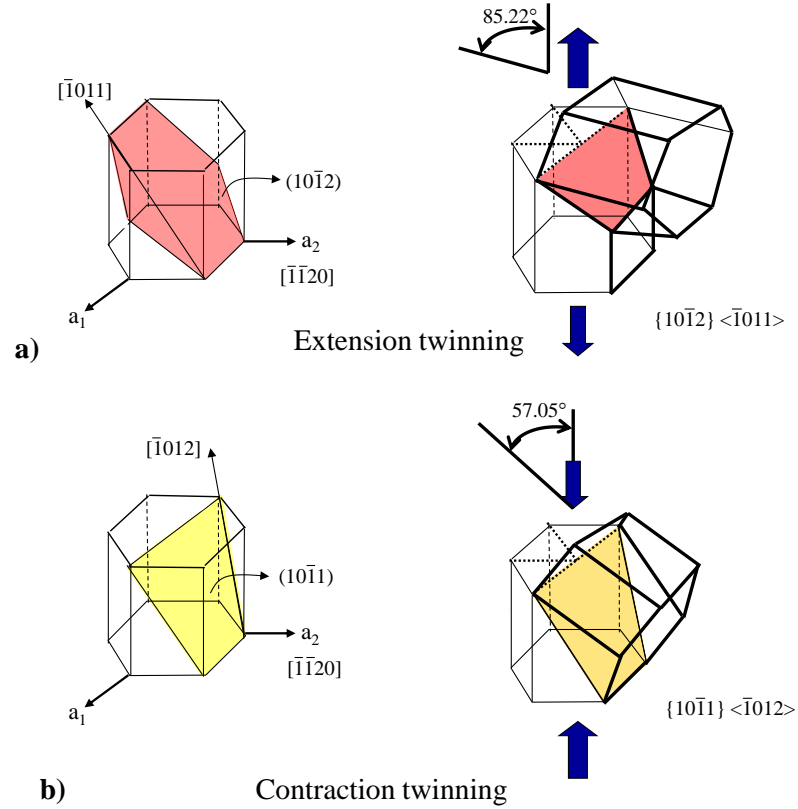 85.22°
[1̅011]
(101̅2)
a₂
[1̅1̅20]
a₁
{101̅2} <1̅011>
a) Extension twinning
57.05°
[1̅012]
(101̅1)
a₂
[1̅1̅20]
a₁
{101̅1} <1̅012>
b) Contraction twinning